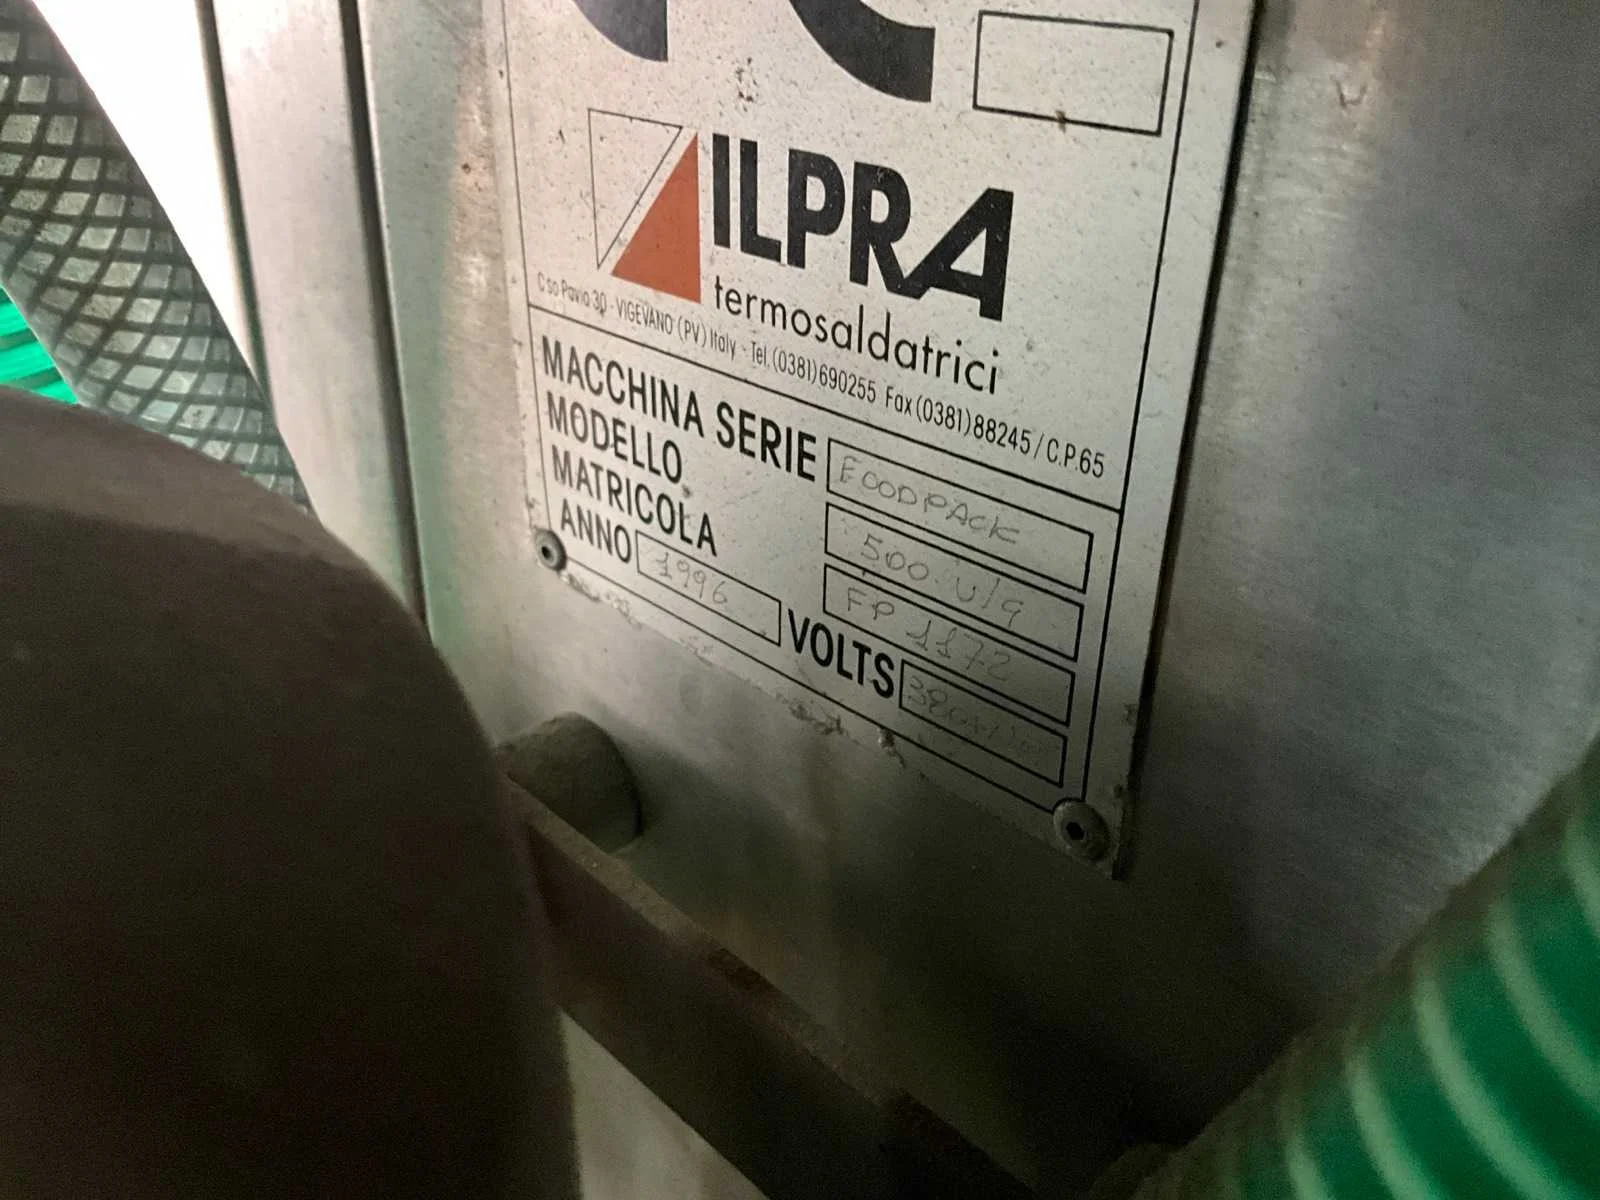 CE
ILPRA
termosaldatrici
C.so Pavia 30 - VIGEVANO (PV) Italy - Tel. (0381) 690255 Fax (0381) 88245 / C.P.65
MACCHINA SERIE FOODPACK
MODELLO 500 V/G
MATRICOLA FP 1172
ANNO 1996 VOLTS